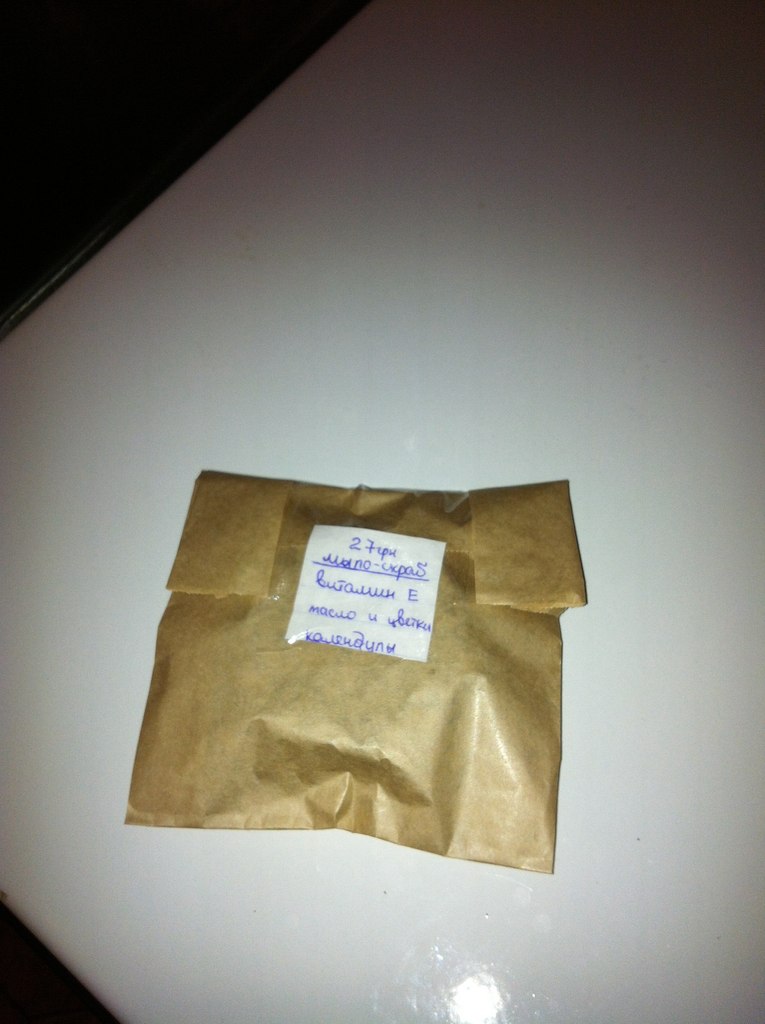 27грн
мыло-скраб
витамин Е
масло и цветки
календулы